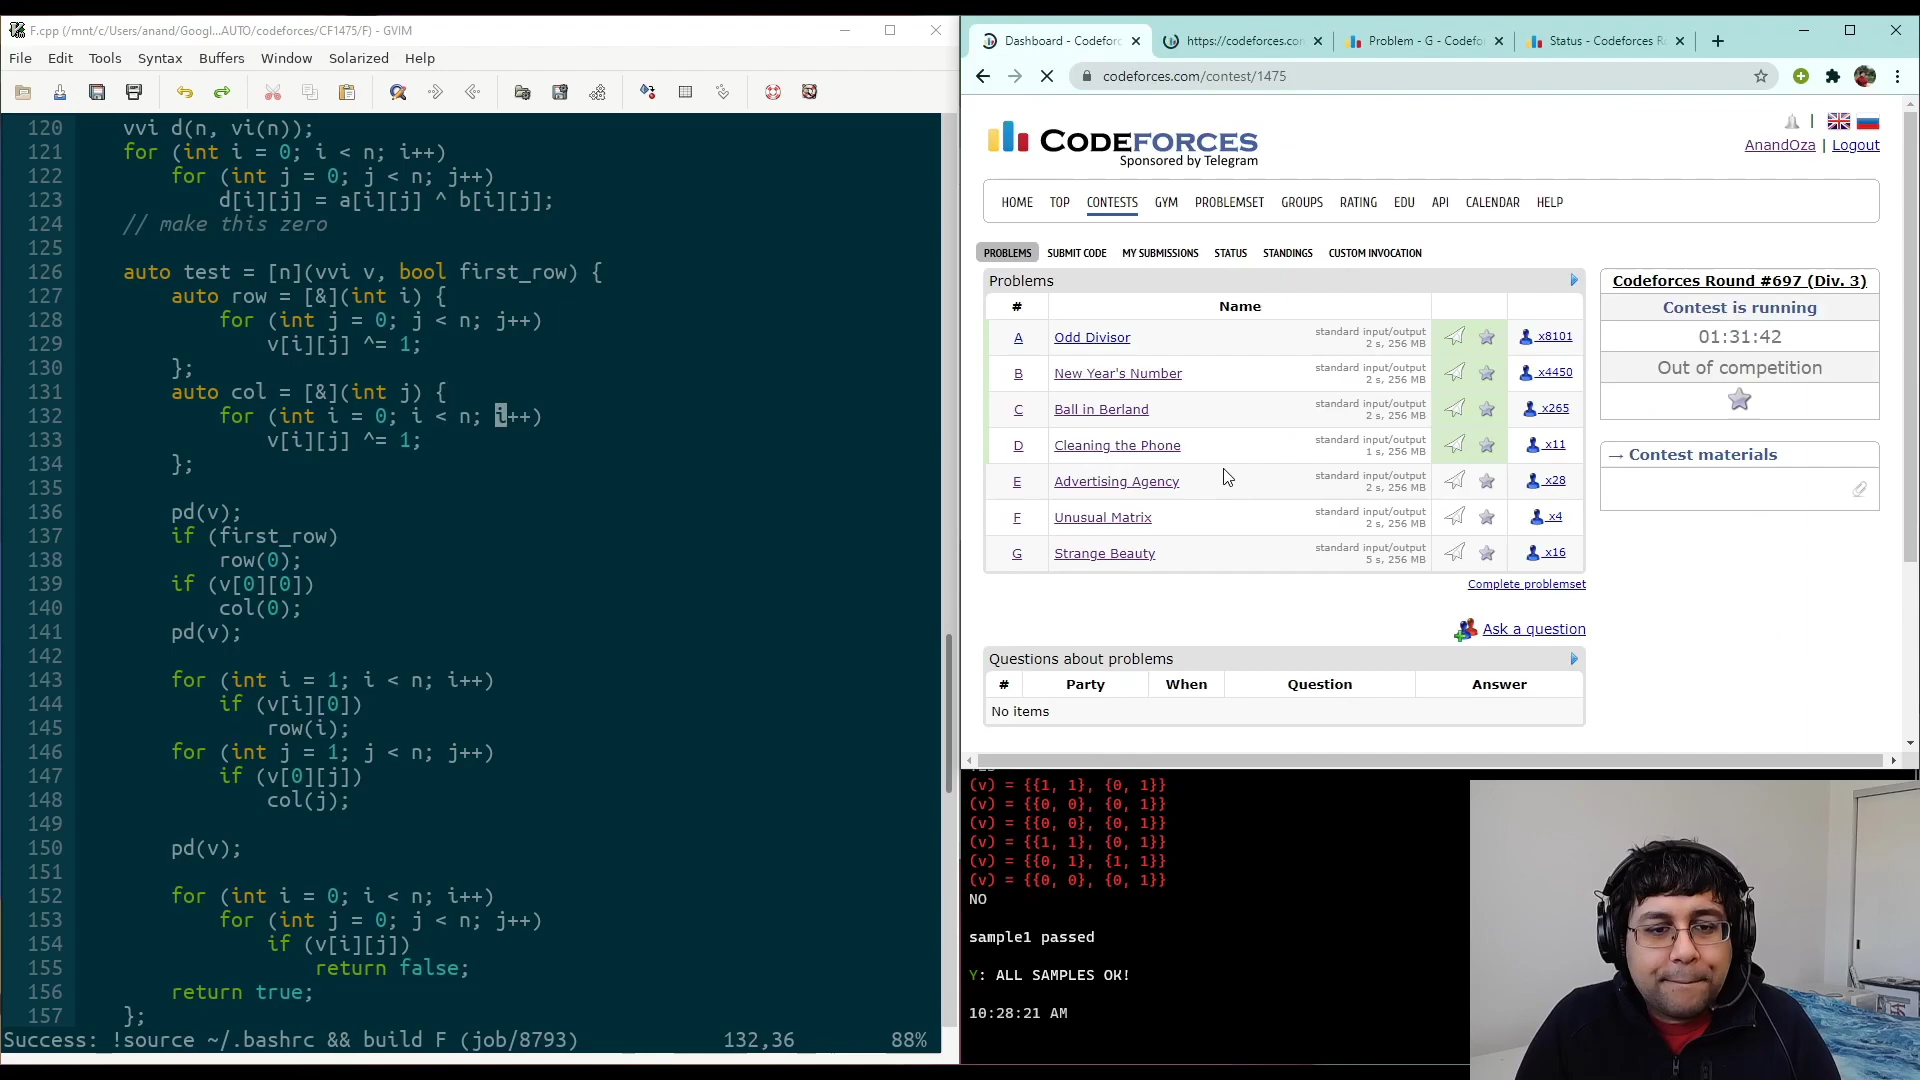 F.cpp (/mnt/c/Users/anand/Googl...AUTO/codeforces/CF1475/F) - GVIM
File Edit Tools Syntax Buffers Window Solarized Help
120 vvi d(n, vi(n));
121 for (int i = 0; i < n; i++)
122 for (int j = 0; j < n; j++)
123 d[i][j] = a[i][j] ^ b[i][j];
124 // make this zero
125
126 auto test = [n](vvi v, bool first_row) {
127 auto row = [&](int i) {
128 for (int j = 0; j < n; j++)
129 v[i][j] ^= 1;
130 };
131 auto col = [&](int j) {
132 for (int i = 0; i < n; i++)
133 v[i][j] ^= 1;
134 };
135
136 pd(v);
137 if (first_row)
138 row(0);
139 if (v[0][0])
140 col(0);
141 pd(v);
142
143 for (int i = 1; i < n; i++)
144 if (v[i][0])
145 row(i);
146 for (int j = 1; j < n; j++)
147 if (v[0][j])
148 col(j);
149
150 pd(v);
151
152 for (int i = 0; i < n; i++)
153 for (int j = 0; j < n; j++)
154 if (v[i][j])
155 return false;
156 return true;
157 };
Success: !source ~/.bashrc && build F (job/8793) 132,36 88%
Dashboard - Codeforc https://codeforces.com Problem - G - Codefo Status - Codeforces R
codeforces.com/contest/1475
CODEFORCES
Sponsored by Telegram
AnandOza | Logout
HOME TOP CONTESTS GYM PROBLEMSET GROUPS RATING EDU API CALENDAR HELP
PROBLEMS SUBMIT CODE MY SUBMISSIONS STATUS STANDINGS CUSTOM INVOCATION
Problems
# Name
A Odd Divisor standard input/output 2 s, 256 MB x8101
B New Year's Number standard input/output 2 s, 256 MB x4450
C Ball in Berland standard input/output 2 s, 256 MB x265
D Cleaning the Phone standard input/output 1 s, 256 MB x11
E Advertising Agency standard input/output 2 s, 256 MB x28
F Unusual Matrix standard input/output 2 s, 256 MB x4
G Strange Beauty standard input/output 5 s, 256 MB x16
Complete problemset
Ask a question
Questions about problems
# Party When Question Answer
No items
Codeforces Round #697 (Div. 3)
Contest is running
01:31:42
Out of competition
→ Contest materials
(v) = {{1, 1}, {0, 1}}
(v) = {{0, 0}, {0, 1}}
(v) = {{0, 0}, {0, 1}}
(v) = {{1, 1}, {0, 1}}
(v) = {{0, 1}, {1, 1}}
(v) = {{0, 0}, {0, 1}}
NO
sample1 passed
Y: ALL SAMPLES OK!
10:28:21 AM